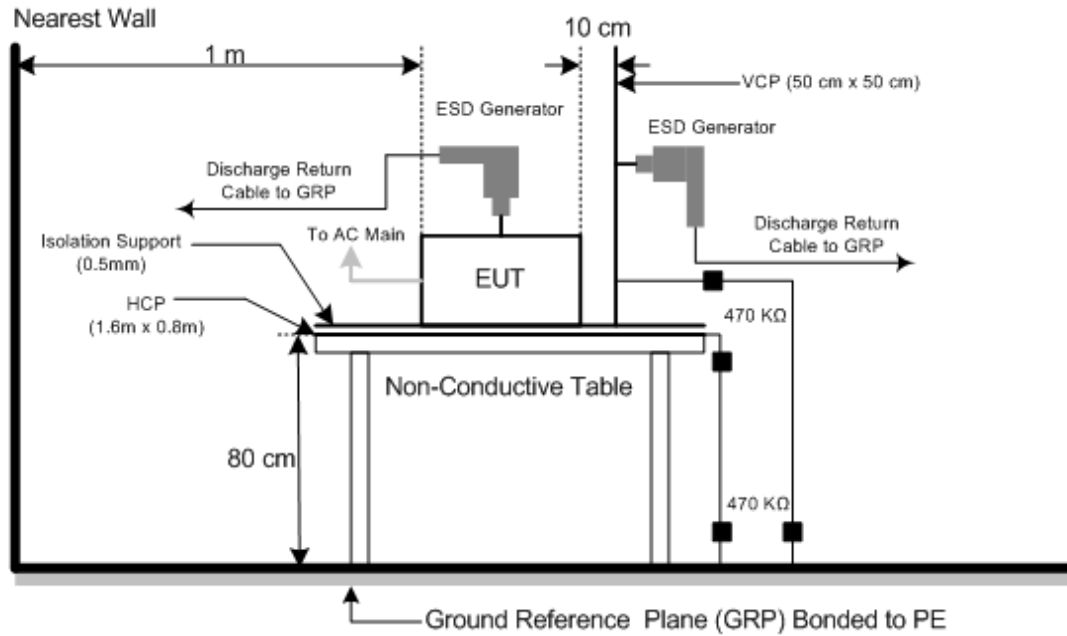 Nearest Wall
10 cm
1 m
VCP (50 cm x 50 cm)
ESD Generator
ESD Generator
Discharge Return
Cable to GRP
Discharge Return
Cable to GRP
To AC Main
Isolation Support
(0.5mm)
EUT
HCP
(1.6m x 0.8m)
470 KΩ
Non-Conductive Table
80 cm
470 KΩ
Ground Reference Plane (GRP) Bonded to PE